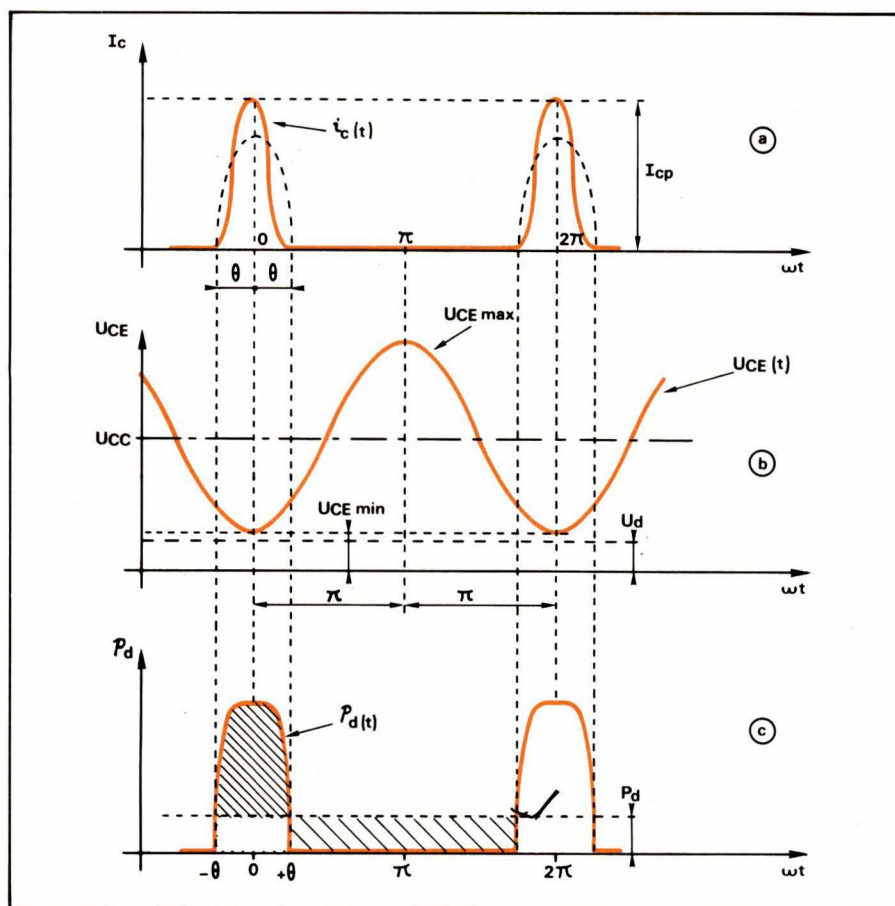 Ic
ic(t)
a
Icp
0
π
2π
ωt
θ θ
UCE
UCE max
UCE(t)
UCC
b
UCE min
Ud
ωt
π π
Pd
Pd(t)
c
Pd
-θ 0 +θ π 2π ωt